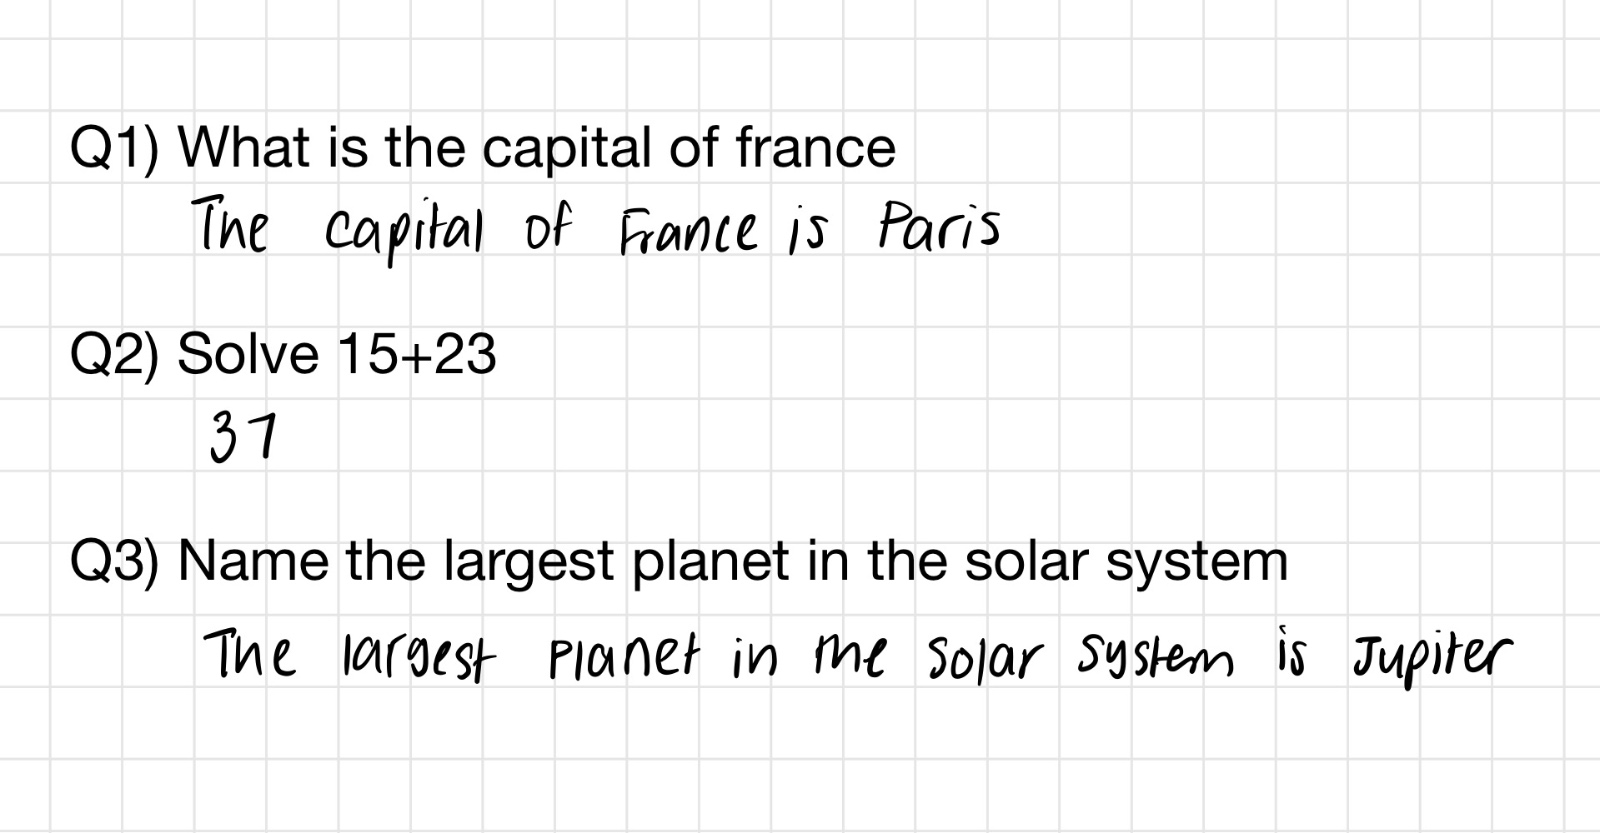 Q1) What is the capital of france
The capital of France is Paris
Q2) Solve 15+23
37
Q3) Name the largest planet in the solar system
The largest planet in the solar system is Jupiter